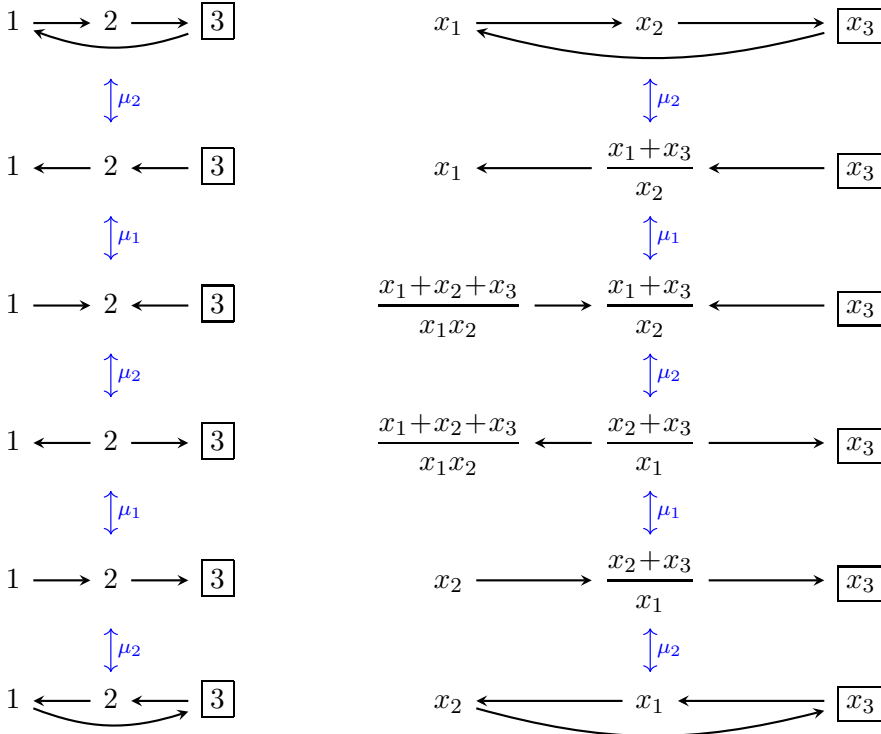 1 2 3 x₁ x₂ x₃
μ₂ μ₂
1 2 3 x₁ (x₁+x₃)/x₂ x₃
μ₁ μ₁
1 2 3 (x₁+x₂+x₃)/(x₁x₂) (x₁+x₃)/x₂ x₃
μ₂ μ₂
1 2 3 (x₁+x₂+x₃)/(x₁x₂) (x₂+x₃)/x₁ x₃
μ₁ μ₁
1 2 3 x₂ (x₂+x₃)/x₁ x₃
μ₂ μ₂
1 2 3 x₂ x₁ x₃